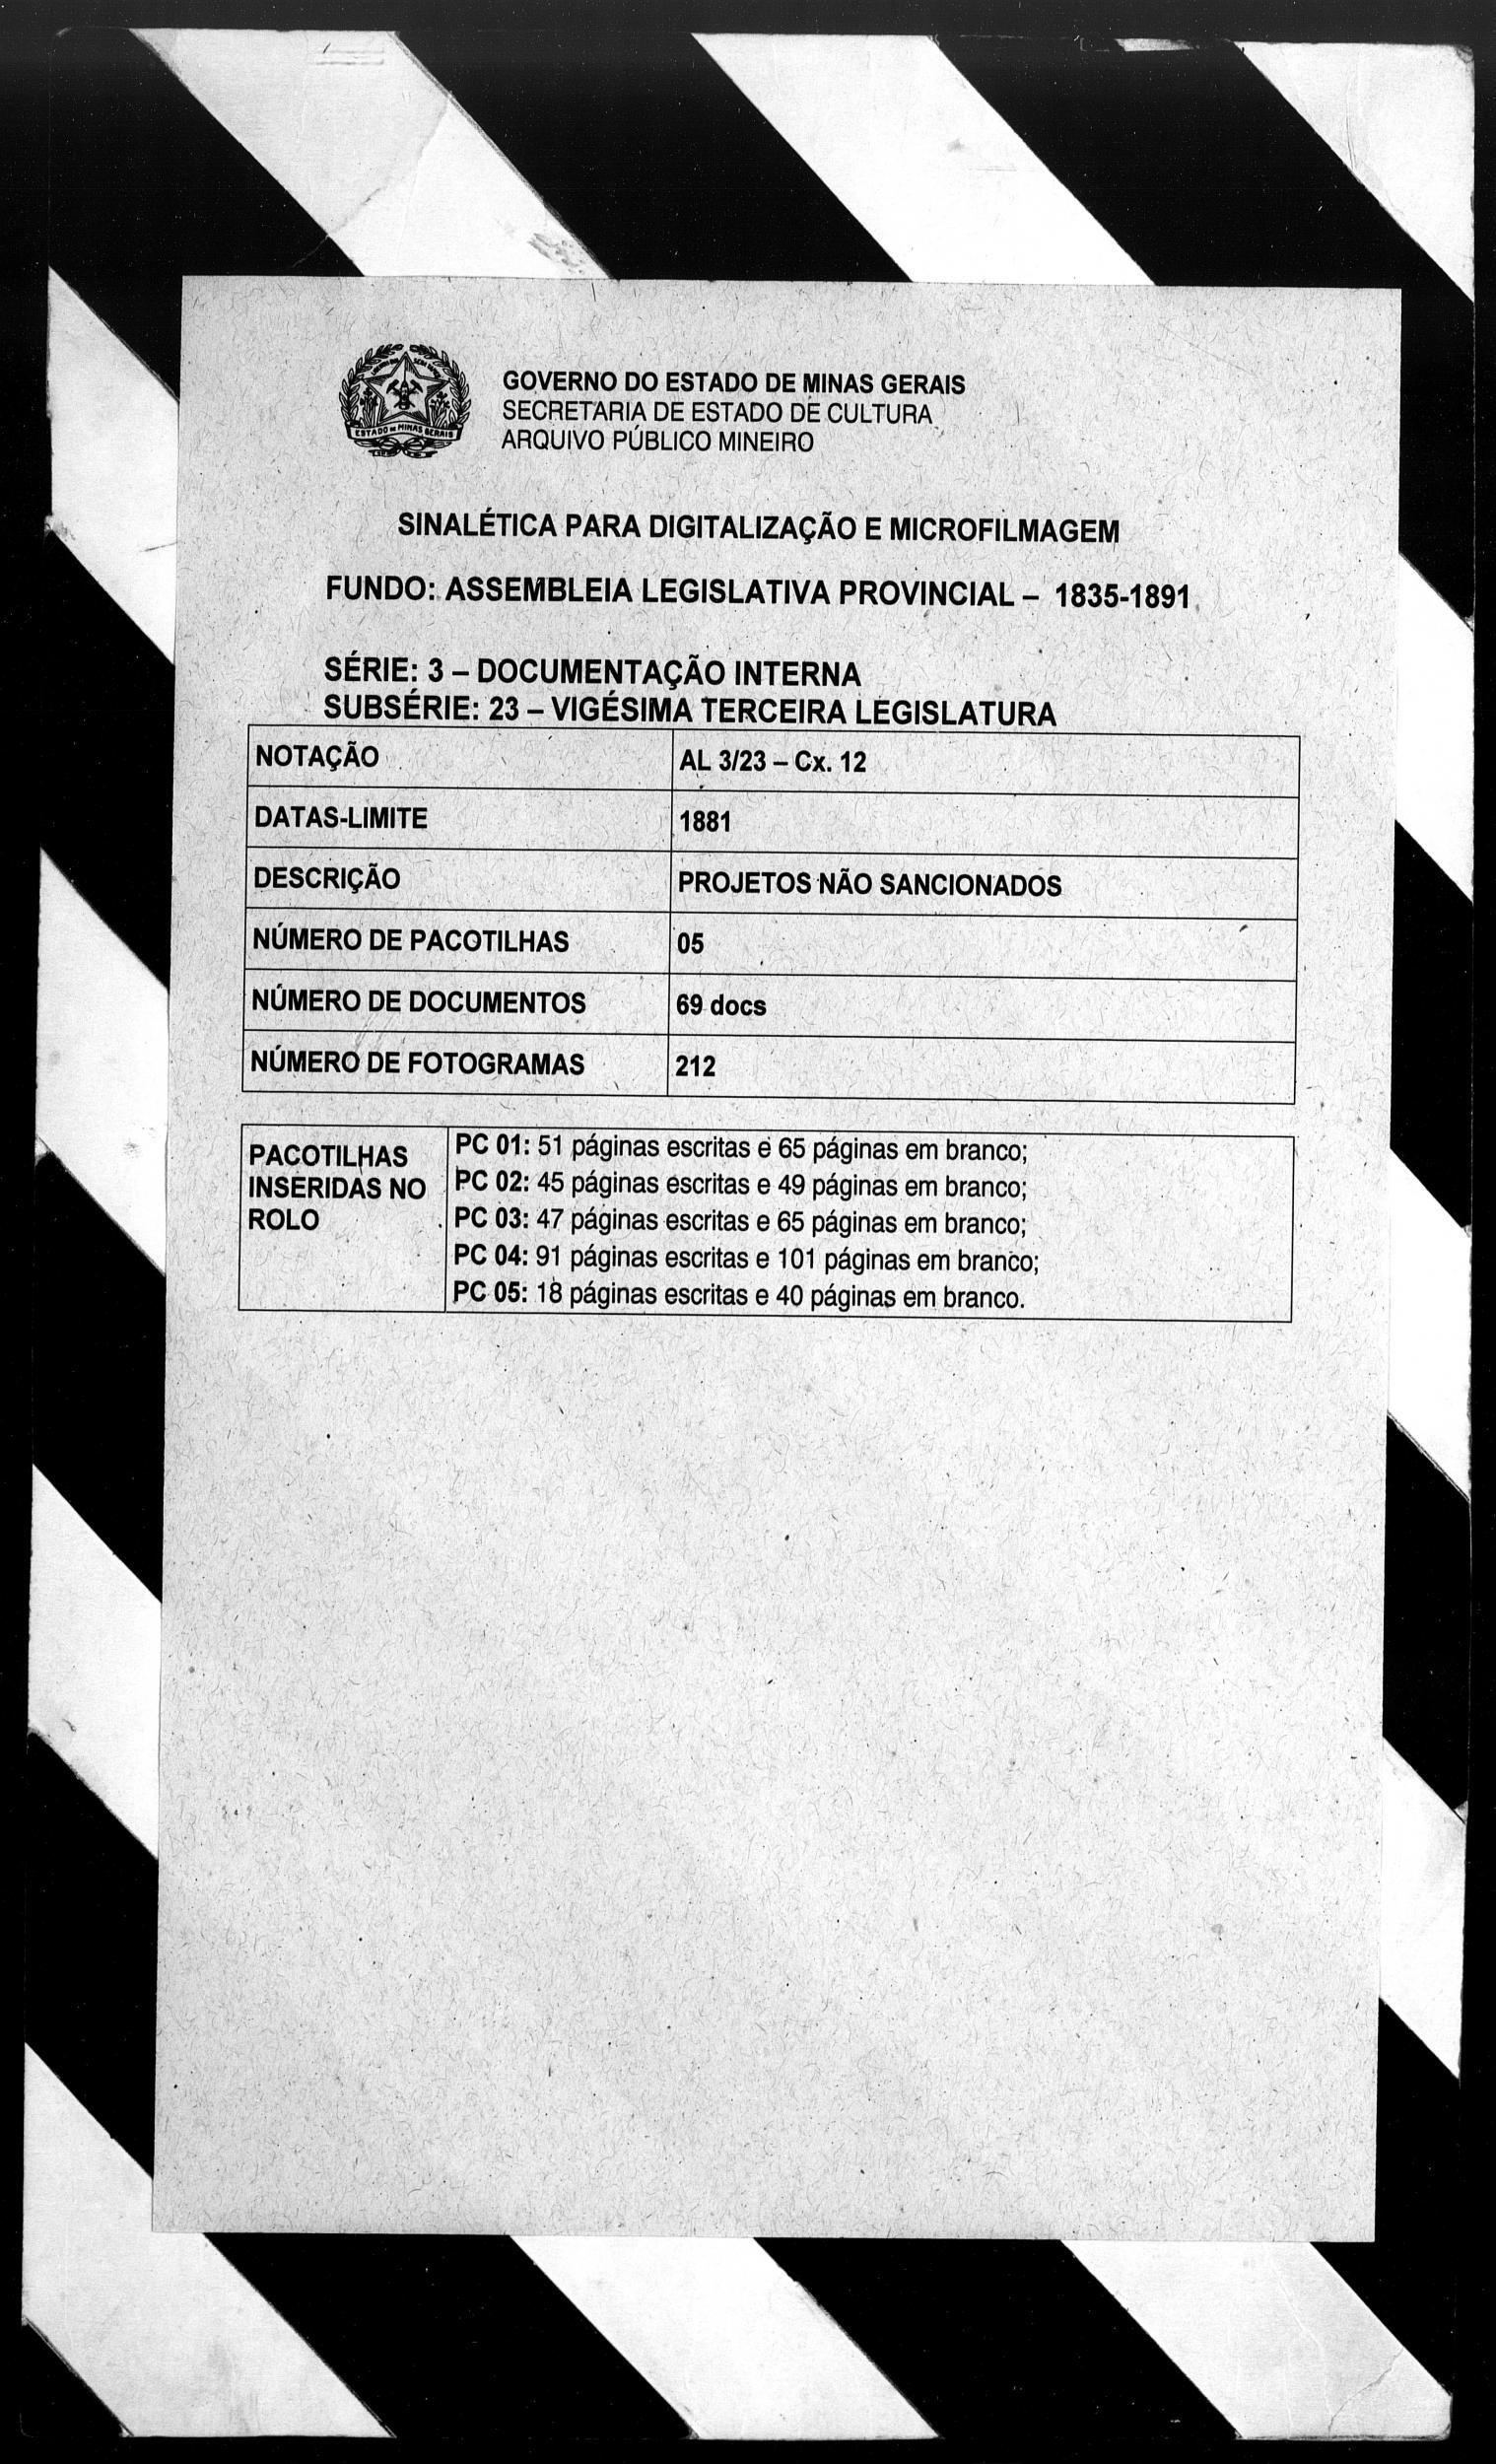 GOVERNO DO ESTADO DE MINAS GERAIS
SECRETARIA DE ESTADO DE CULTURA
ARQUIVO PÚBLICO MINEIRO
ESTADO DE MINAS GERAIS
SINALÉTICA PARA DIGITALIZAÇÃO E MICROFILMAGEM
FUNDO: ASSEMBLEIA LEGISLATIVA PROVINCIAL – 1835-1891
SÉRIE: 3 – DOCUMENTAÇÃO INTERNA
SUBSÉRIE: 23 – VIGÉSIMA TERCEIRA LEGISLATURA
NOTAÇÃO AL 3/23 – Cx. 12
DATAS-LIMITE 1881
DESCRIÇÃO PROJETOS NÃO SANCIONADOS
NÚMERO DE PACOTILHAS 05
NÚMERO DE DOCUMENTOS 69 docs
NÚMERO DE FOTOGRAMAS 212
PACOTILHAS
INSERIDAS NO
ROLO
PC 01: 51 páginas escritas e 65 páginas em branco;
PC 02: 45 páginas escritas e 49 páginas em branco;
PC 03: 47 páginas escritas e 65 páginas em branco;
PC 04: 91 páginas escritas e 101 páginas em branco;
PC 05: 18 páginas escritas e 40 páginas em branco.